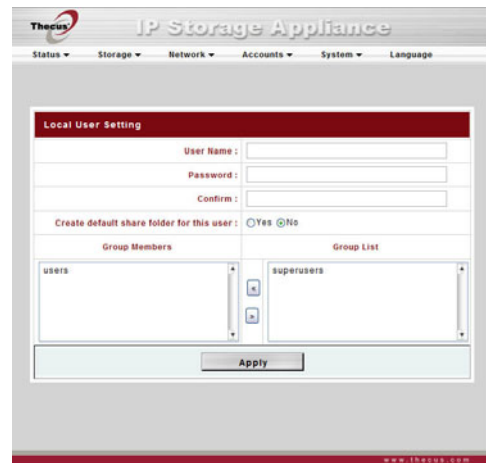 Thecus IP Storage Appliance
Status Storage Network Accounts System Language
Local User Setting
User Name :
Password :
Confirm :
Create default share folder for this user : Yes No
Group Members Group List
users superusers
«
»
Apply
www.thecus.com